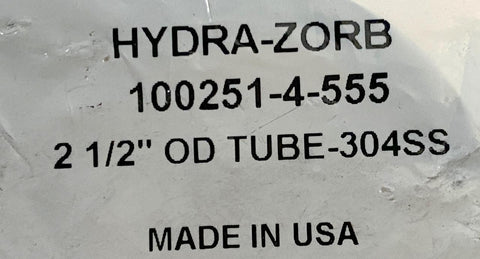 HYDRA-ZORB
100251-4-555
2 1/2" OD TUBE-304SS
MADE IN USA